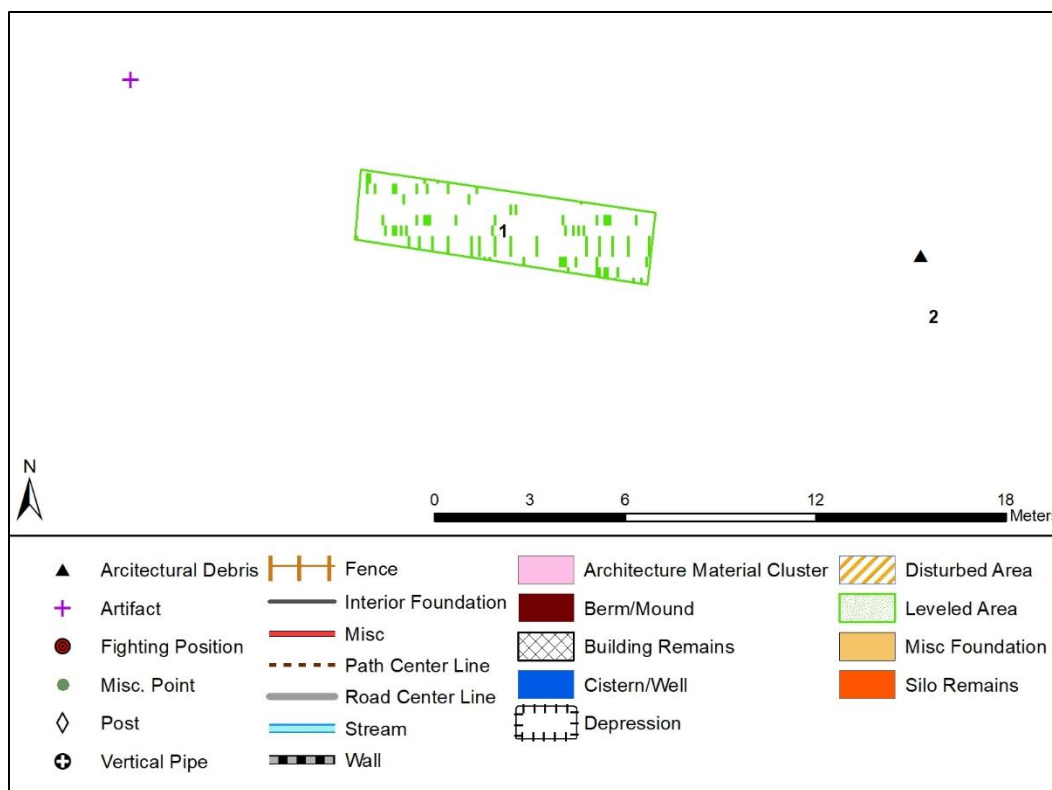 1
2
N
0 3 6 12 18
Meters
Arcitectural Debris
Artifact
Fighting Position
Misc. Point
Post
Vertical Pipe
Fence
Interior Foundation
Misc
Path Center Line
Road Center Line
Stream
Wall
Architecture Material Cluster
Berm/Mound
Building Remains
Cistern/Well
Depression
Disturbed Area
Leveled Area
Misc Foundation
Silo Remains